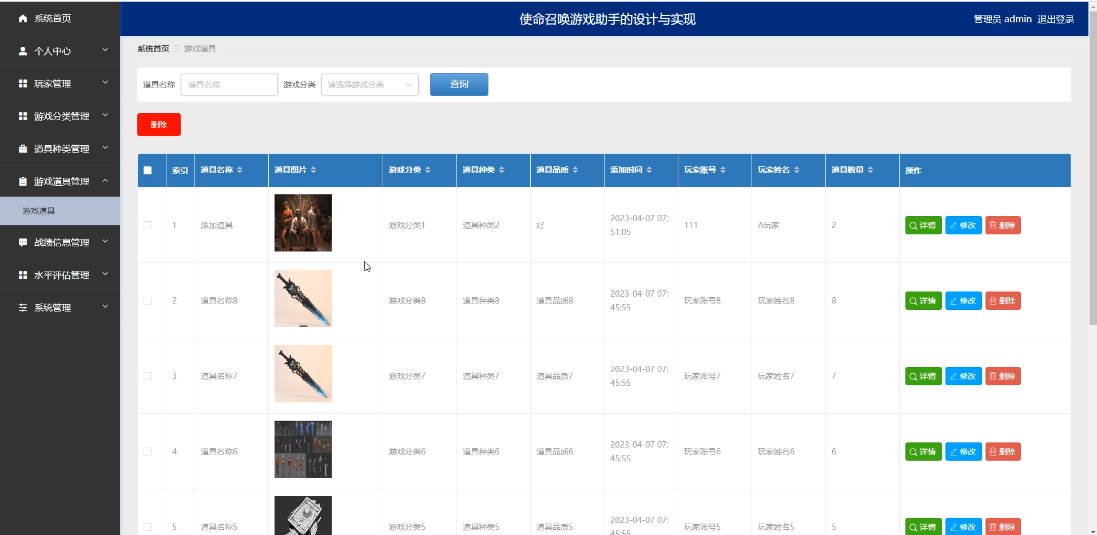 使命召唤游戏助手的设计与实现
管理员 admin 退出登录
系统首页
个人中心
玩家管理
游戏分类管理
道具种类管理
游戏道具管理
游戏道具
战绩信息管理
水平评估管理
系统管理
系统首页 游戏道具
道具名称 道具名称 游戏分类 请选择游戏分类 查询
删除
索引 道具名称 道具图片 游戏分类 道具种类 道具品质 添加时间 玩家账号 玩家姓名 道具数量 操作
1 添加道具 游戏分类1 道具种类2 好 2023-04-07 07:51:05 111 A玩家 2 详情 修改 删除
2 道具名称8 游戏分类8 道具种类8 道具品质8 2023-04-07 07:45:55 玩家账号8 玩家姓名8 8 详情 修改 删除
3 道具名称7 游戏分类7 道具种类7 道具品质7 2023-04-07 07:45:55 玩家账号7 玩家姓名7 7 详情 修改 删除
4 道具名称6 游戏分类6 道具种类6 道具品质6 2023-04-07 07:45:55 玩家账号6 玩家姓名6 6 详情 修改 删除
5 道具名称5 游戏分类5 道具种类5 道具品质5 2023-04-07 07:45:55 玩家账号5 玩家姓名5 5 详情 修改 删除